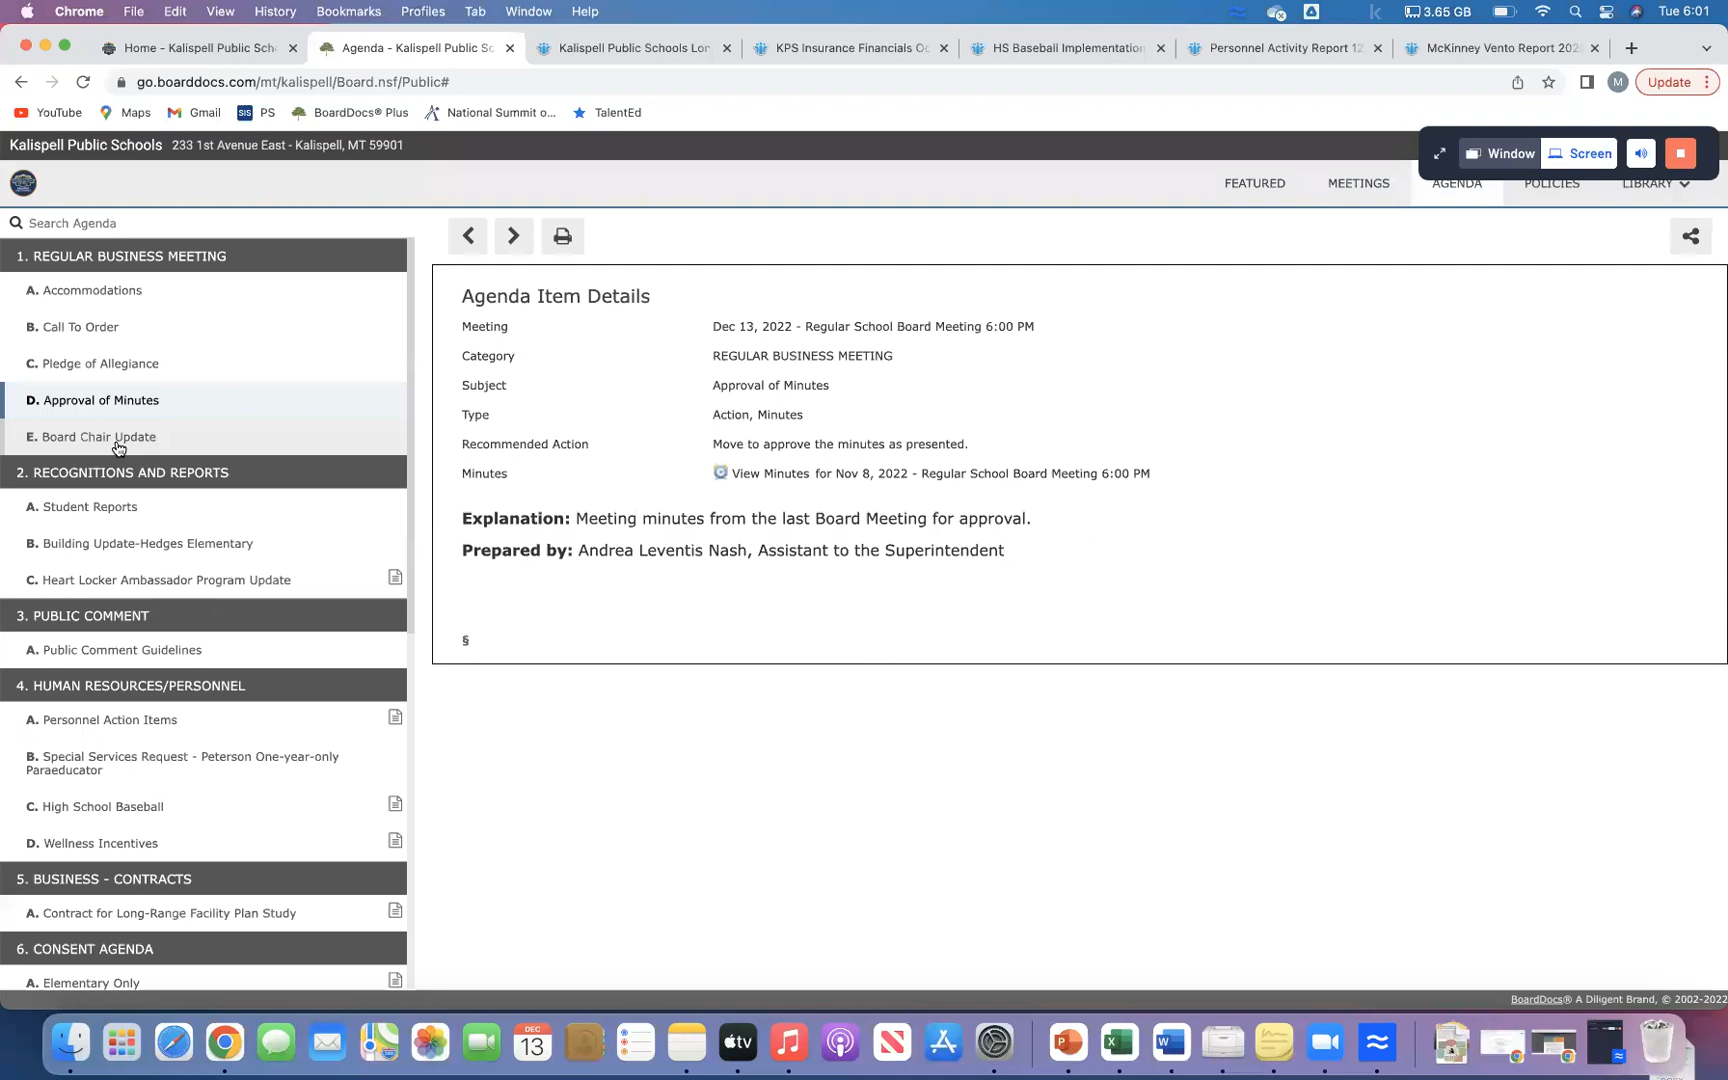 Chrome File Edit View History Bookmarks Profiles Tab Window Help 3.65 GB Tue 6:01
Home - Kalispell Public Sch Agenda - Kalispell Public Sc Kalispell Public Schools Lon KPS Insurance Financials Oc HS Baseball Implementation Personnel Activity Report 12. McKinney Vento Report 202
go.boarddocs.com/mt/kalispell/Board.nsf/Public# M Update
YouTube Maps Gmail SIS PS BoardDocs® Plus National Summit o... TalentEd
Kalispell Public Schools 233 1st Avenue East - Kalispell, MT 59901
Window Screen
FEATURED MEETINGS AGENDA POLICIES LIBRARY
Search Agenda
1. REGULAR BUSINESS MEETING
A. Accommodations
B. Call To Order
C. Pledge of Allegiance
D. Approval of Minutes
E. Board Chair Update
2. RECOGNITIONS AND REPORTS
A. Student Reports
B. Building Update-Hedges Elementary
C. Heart Locker Ambassador Program Update
3. PUBLIC COMMENT
A. Public Comment Guidelines
4. HUMAN RESOURCES/PERSONNEL
A. Personnel Action Items
B. Special Services Request - Peterson One-year-only
Paraeducator
C. High School Baseball
D. Wellness Incentives
5. BUSINESS - CONTRACTS
A. Contract for Long-Range Facility Plan Study
6. CONSENT AGENDA
A. Elementary Only
Agenda Item Details
Meeting Dec 13, 2022 - Regular School Board Meeting 6:00 PM
Category REGULAR BUSINESS MEETING
Subject Approval of Minutes
Type Action, Minutes
Recommended Action Move to approve the minutes as presented.
Minutes View Minutes for Nov 8, 2022 - Regular School Board Meeting 6:00 PM
Explanation: Meeting minutes from the last Board Meeting for approval.
Prepared by: Andrea Leventis Nash, Assistant to the Superintendent
§
BoardDocs® A Diligent Brand, © 2002-2022
DEC
13
tv
P
X
W